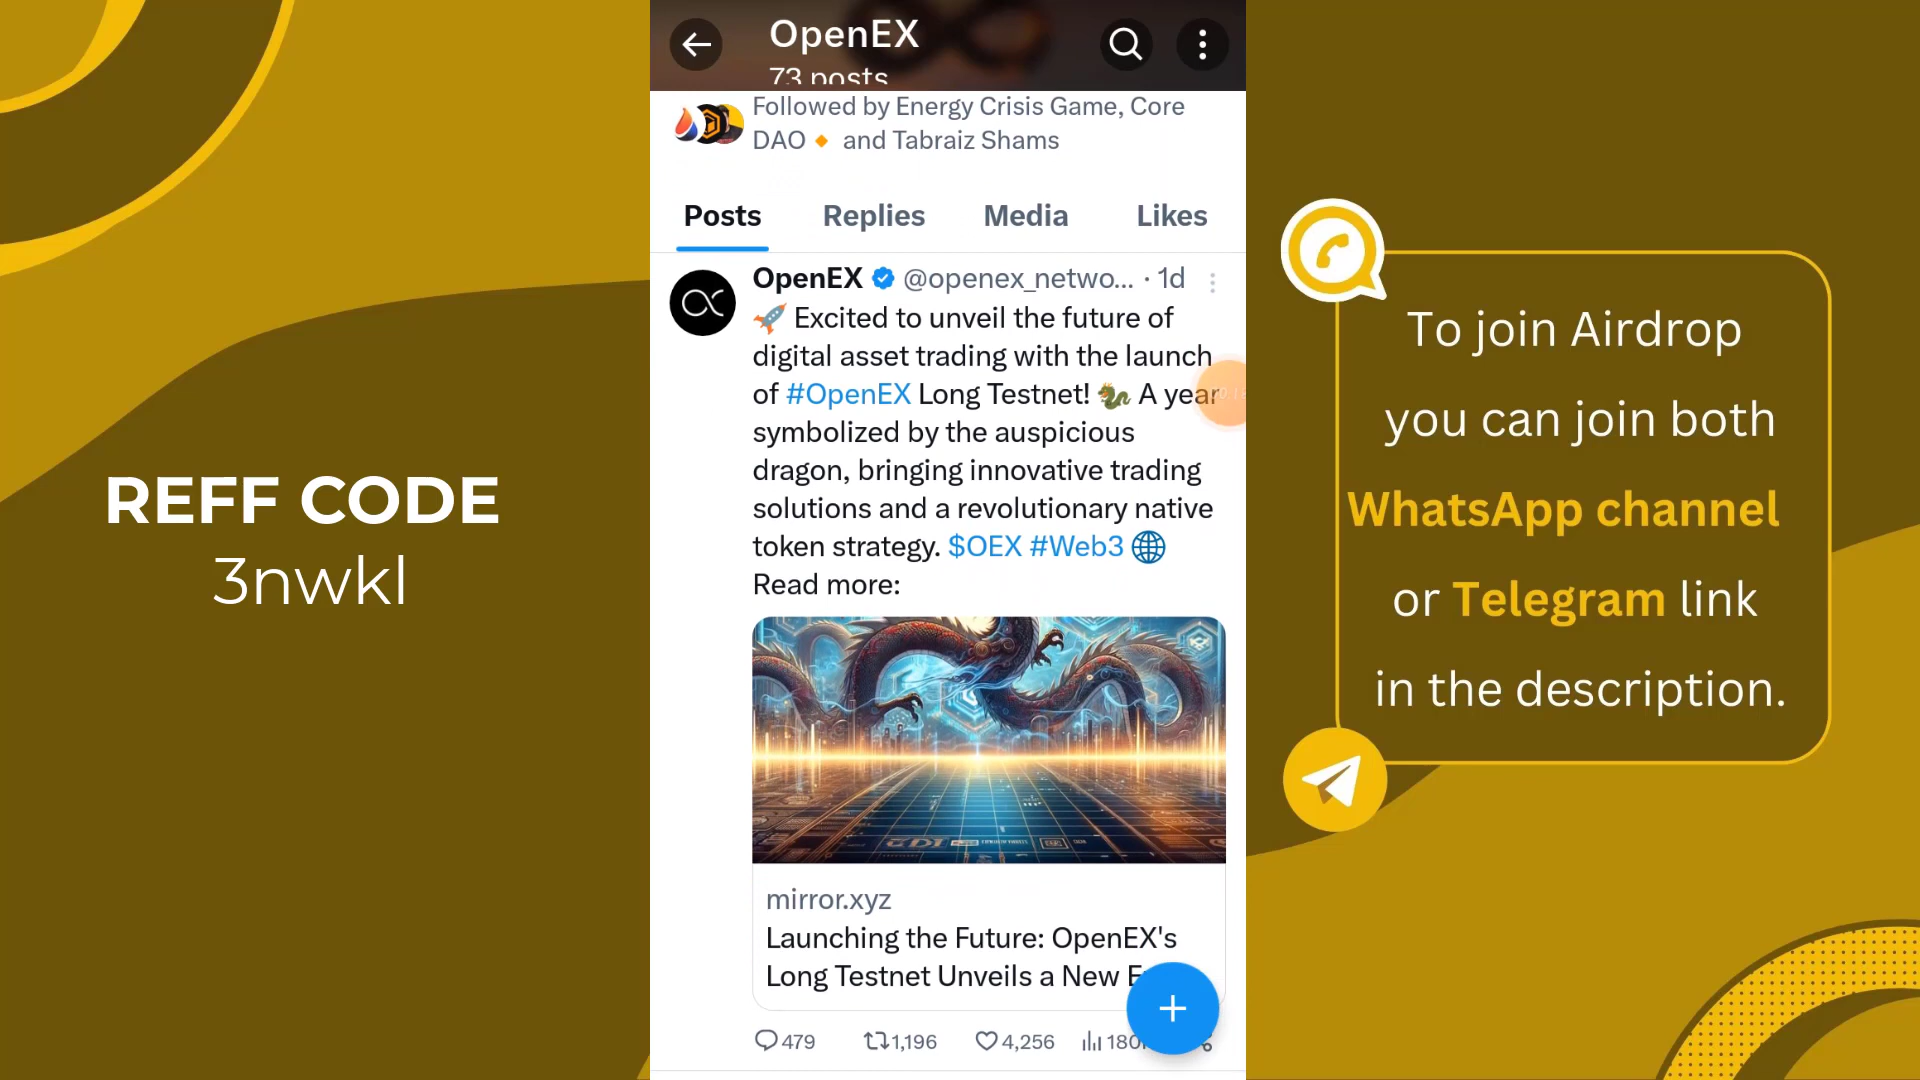 REFF CODE
3nwkl
OpenEX
73 posts
Followed by Energy Crisis Game, Core
DAO 🔸 and Tabraiz Shams
Posts Replies Media Likes
OpenEX @openex_netwo... · 1d
🚀 Excited to unveil the future of
digital asset trading with the launch
of #OpenEX Long Testnet! 🐉 A year
symbolized by the auspicious
dragon, bringing innovative trading
solutions and a revolutionary native
token strategy. $OEX #Web3 🌐
Read more:
mirror.xyz
Launching the Future: OpenEX's
Long Testnet Unveils a New
479 1,196 4,256
To join Airdrop
you can join both
WhatsApp channel
or Telegram link
in the description.